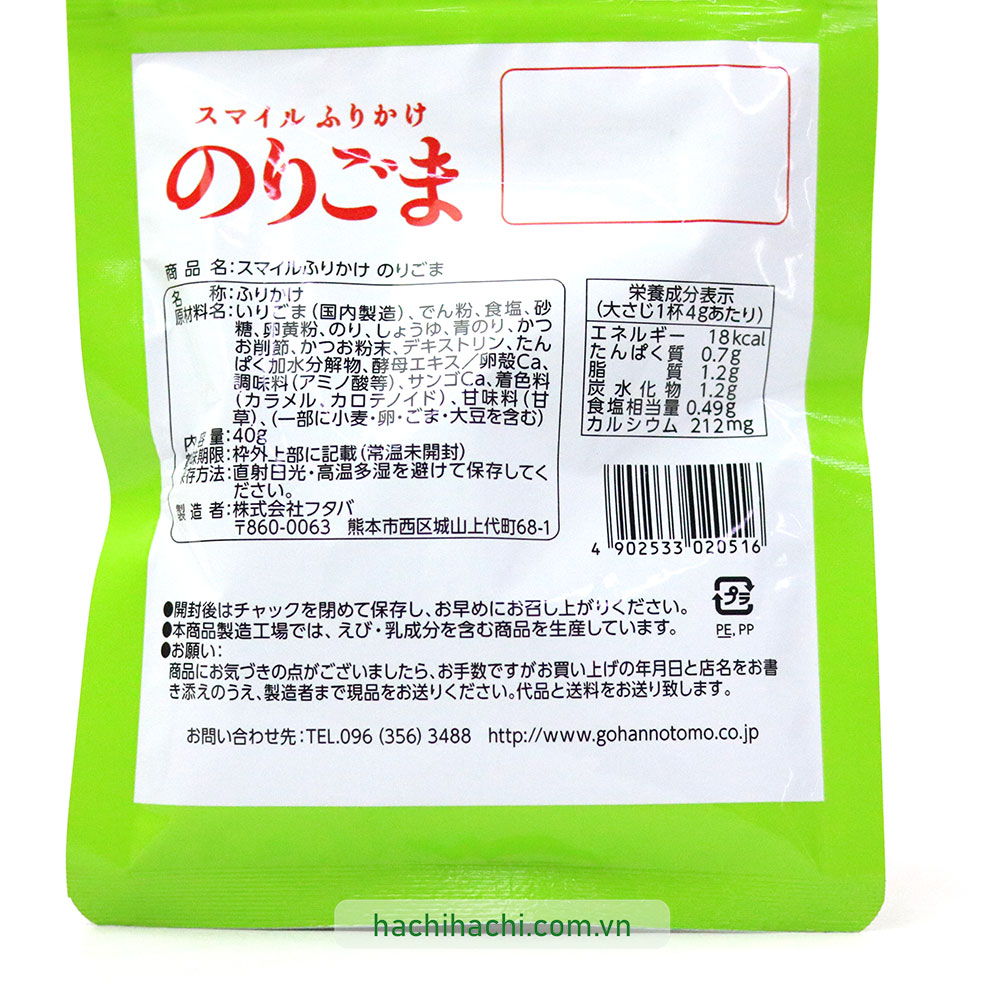 スマイルふりかけ
のりごま
商品名:スマイルふりかけ のりごま
名称:ふりかけ
原材料名:いりごま(国内製造)、でん粉、食塩、砂
糖、卵黄粉、のり、しょうゆ、青のり、かつ
お削節、かつお粉末、デキストリン、たん
ぱく加水分解物、酵母エキス/卵殻Ca、
調味料(アミノ酸等)、サンゴCa、着色料
(カラメル、カロテノイド)、甘味料(甘
草)、(一部に小麦・卵・ごま・大豆を含む)
内容量:40g
賞味期限:枠外上部に記載(常温未開封)
保存方法:直射日光・高温多湿を避けて保存してく
ださい。
製造者:株式会社フタバ
〒860-0063 熊本市西区城山上代町68-1
栄養成分表示
(大さじ1杯4gあたり)
エネルギー 18kcal
たんぱく質 0.7g
脂質 1.2g
炭水化物 1.2g
食塩相当量 0.49g
カルシウム 212mg
4 902533 020516
プラ
PE, PP
●開封後はチャックを閉めて保存し、お早めにお召し上がりください。
●本商品製造工場では、えび・乳成分を含む商品を生産しています。
●お願い:
商品にお気づきの点がございましたら、お手数ですがお買い上げの年月日と店名をお書
き添えのうえ、製造者まで現品をお送りください。代品と送料をお送り致します。
お問い合わせ先:TEL.096 (356) 3488 http://www.gohannotomo.co.jp
hachihachi.com.vn